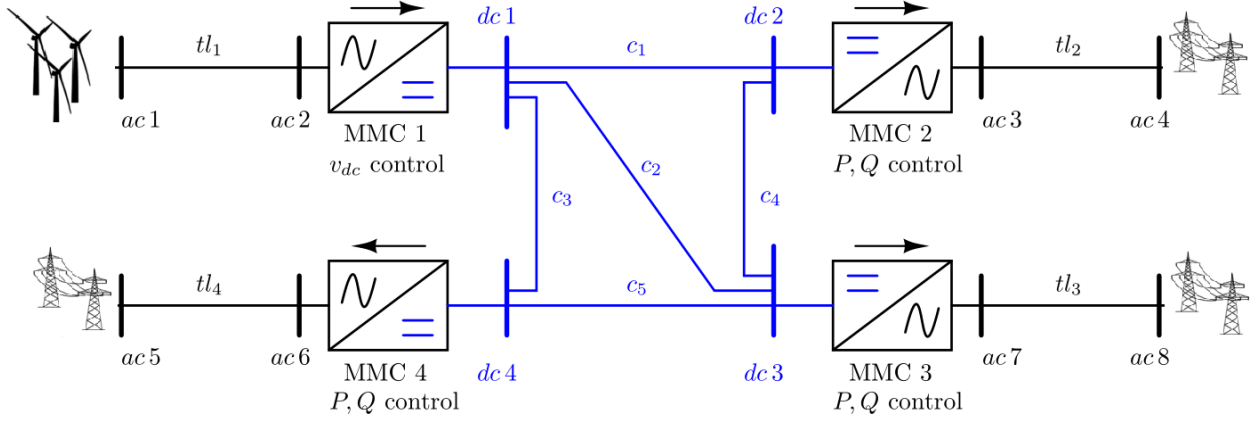 dc 1
dc 2
tl₁
c₁
tl₂
ac 1
ac 2
MMC 1
v_dc control
MMC 2
P, Q control
ac 3
ac 4
c₂
c₃
c₄
tl₄
c₅
tl₃
ac 5
ac 6
MMC 4
P, Q control
dc 4
dc 3
MMC 3
P, Q control
ac 7
ac 8